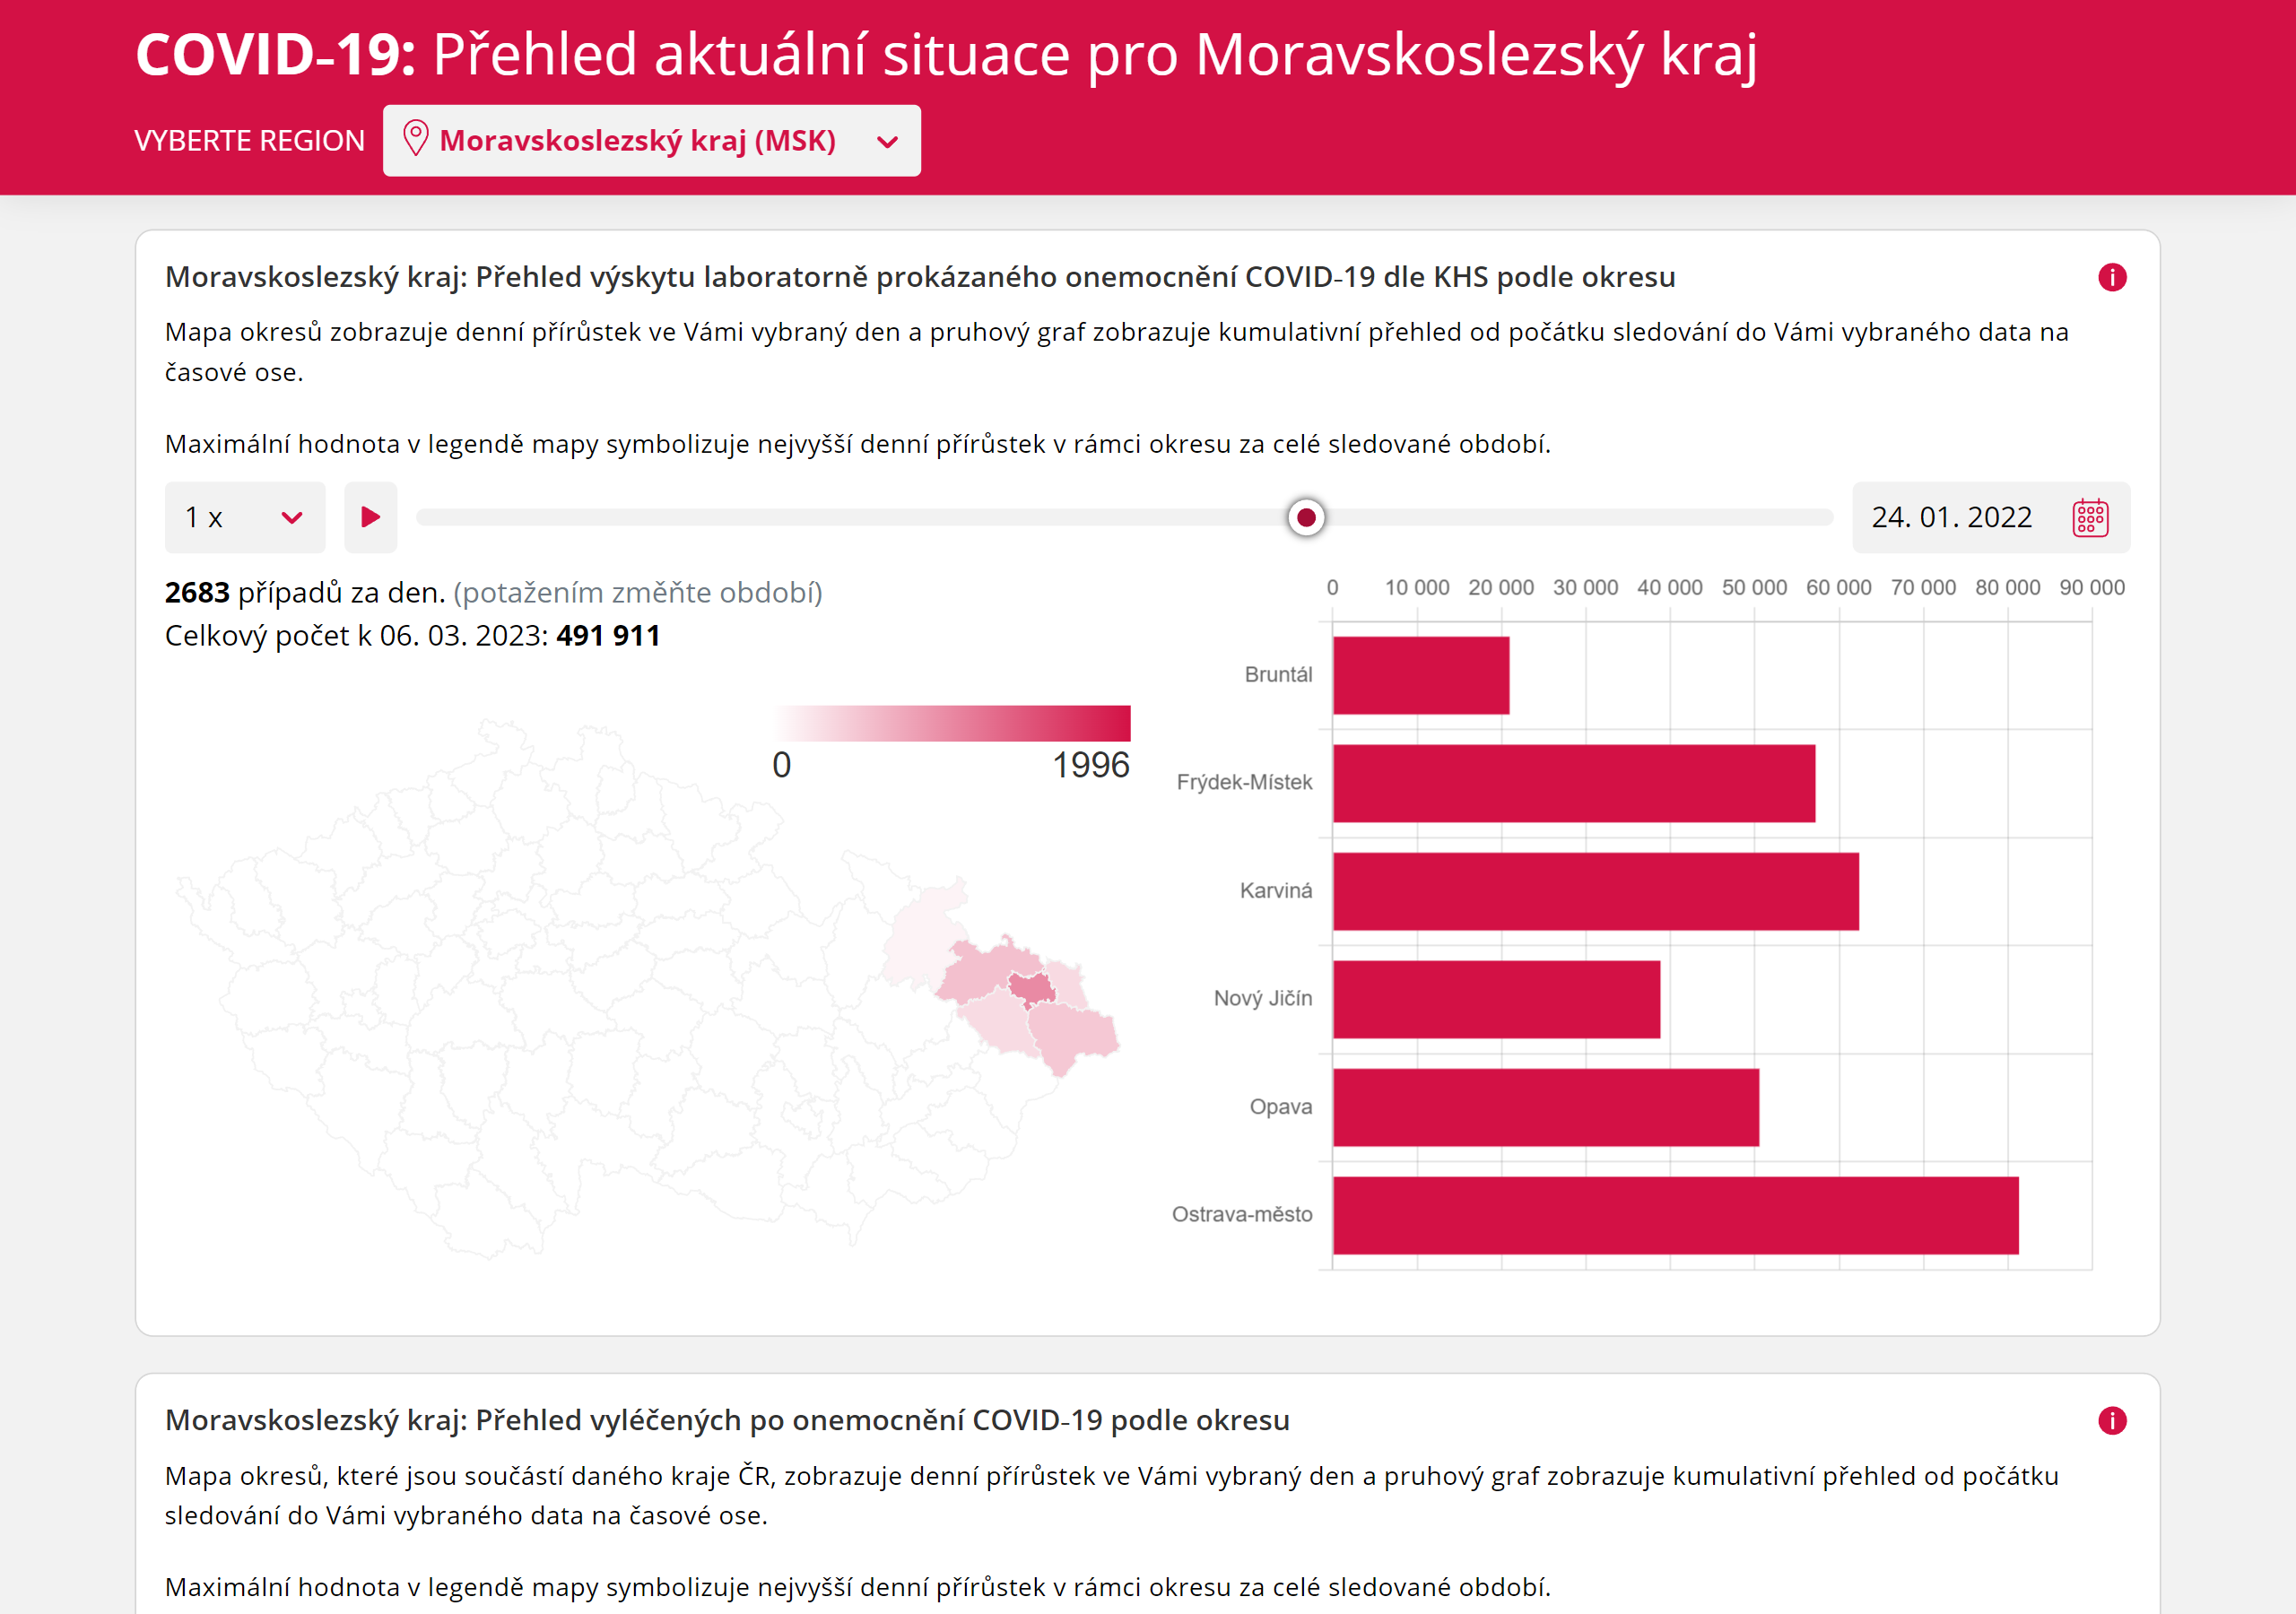 COVID-19: Přehled aktuální situace pro Moravskoslezský kraj
VYBERTE REGION
Moravskoslezský kraj (MSK)
Moravskoslezský kraj: Přehled výskytu laboratorně prokázaného onemocnění COVID-19 dle KHS podle okresu
Mapa okresů zobrazuje denní přírůstek ve Vámi vybraný den a pruhový graf zobrazuje kumulativní přehled od počátku sledování do Vámi vybraného data na
časové ose.
Maximální hodnota v legendě mapy symbolizuje nejvyšší denní přírůstek v rámci okresu za celé sledované období.
1 x
24. 01. 2022
2683 případů za den. (potažením změňte období)
Celkový počet k 06. 03. 2023: 491 911
0 1996
0 10 000 20 000 30 000 40 000 50 000 60 000 70 000 80 000 90 000
Bruntál
Frýdek-Místek
Karviná
Nový Jičín
Opava
Ostrava-město
Moravskoslezský kraj: Přehled vyléčených po onemocnění COVID-19 podle okresu
Mapa okresů, které jsou součástí daného kraje ČR, zobrazuje denní přírůstek ve Vámi vybraný den a pruhový graf zobrazuje kumulativní přehled od počátku
sledování do Vámi vybraného data na časové ose.
Maximální hodnota v legendě mapy symbolizuje nejvyšší denní přírůstek v rámci okresu za celé sledované období.